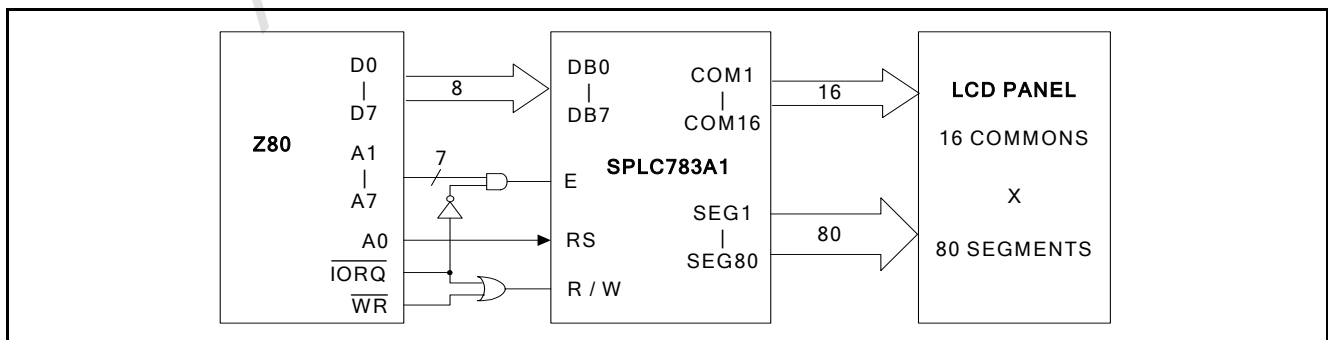 Z80
D0
D7
A1
A7
A0
IORQ
WR
8
7
DB0
DB7
E
RS
R / W
SPLC783A1
COM1
COM16
SEG1
SEG80
16
80
LCD PANEL
16 COMMONS
X
80 SEGMENTS